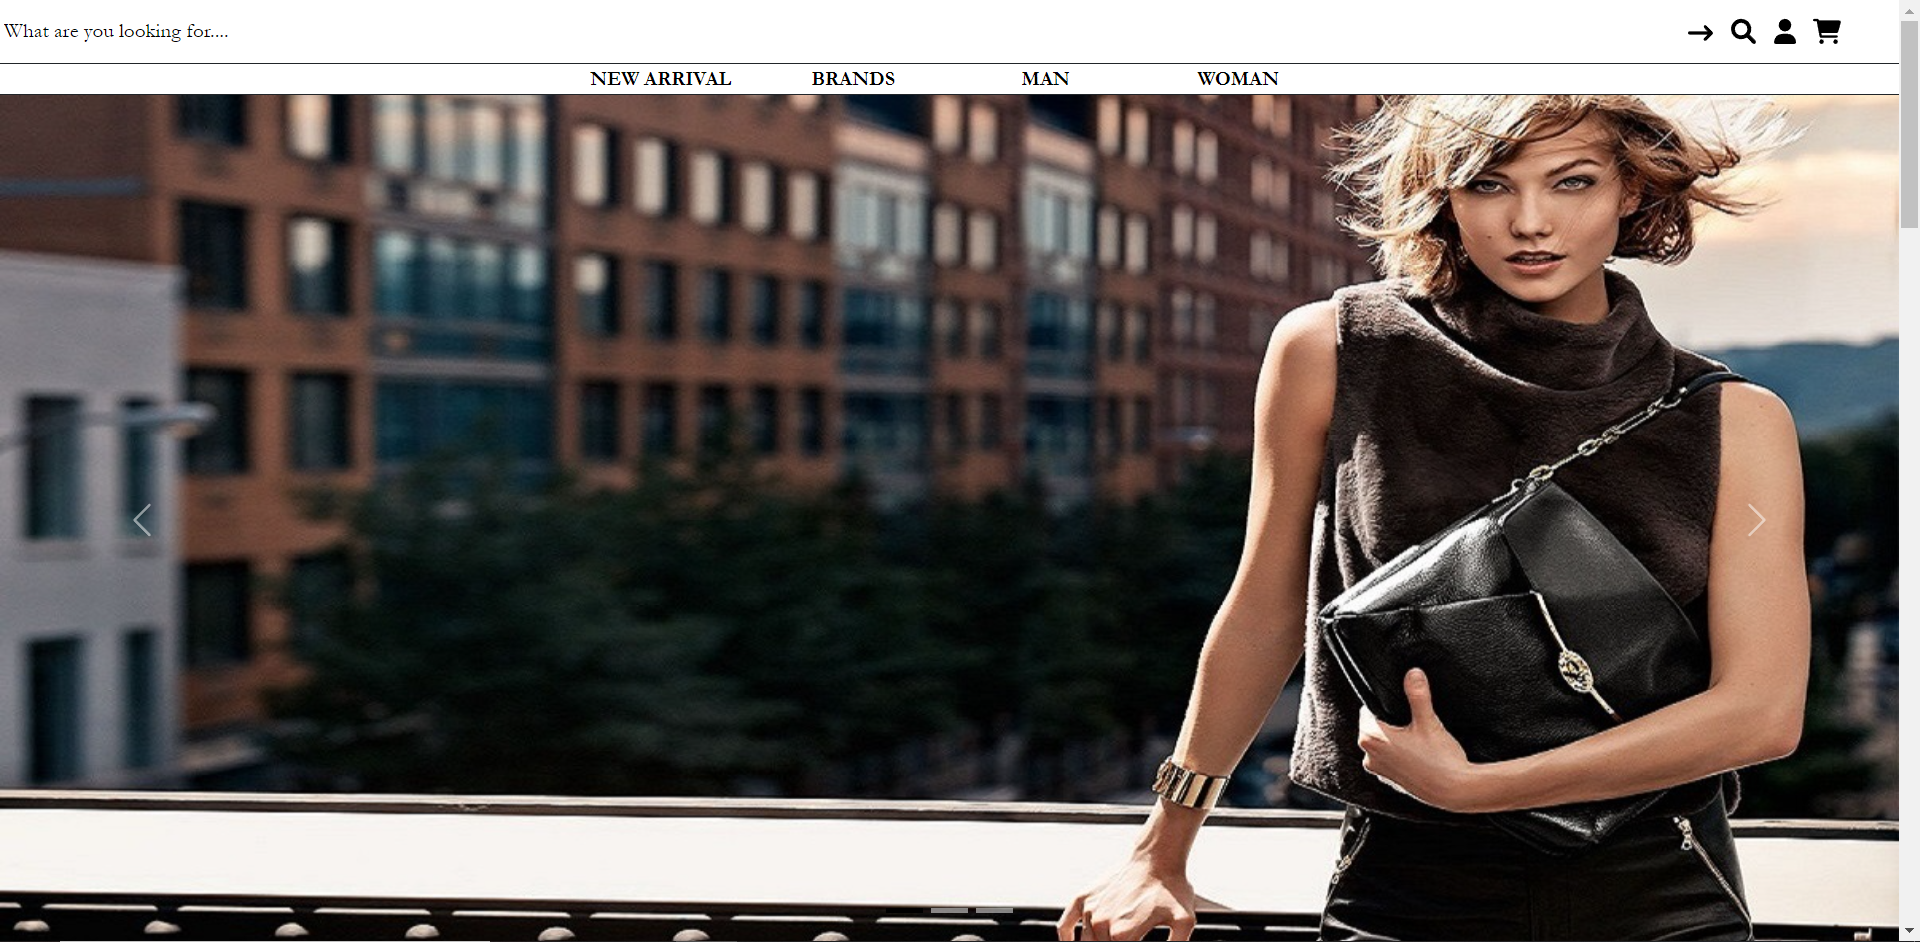 What are you looking for....
NEW ARRIVAL BRANDS MAN WOMAN